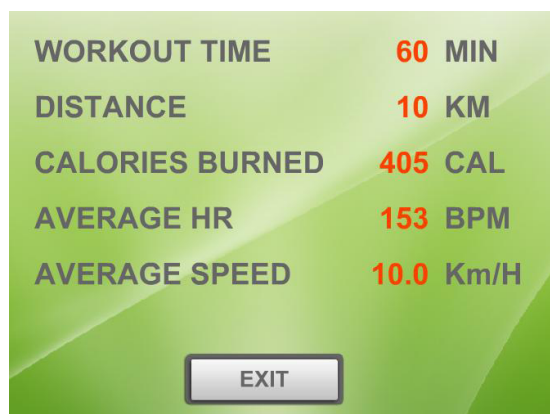 WORKOUT TIME 60 MIN
DISTANCE 10 KM
CALORIES BURNED 405 CAL
AVERAGE HR 153 BPM
AVERAGE SPEED 10.0 Km/H
EXIT